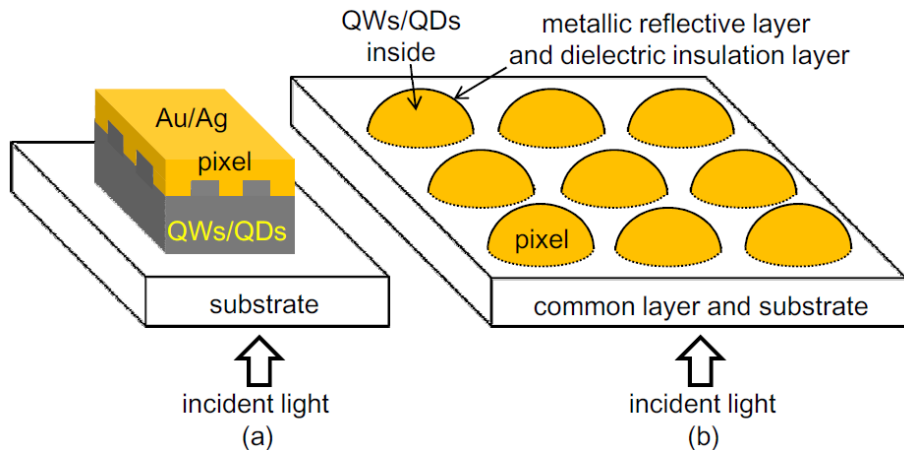 Au/Ag
pixel
QWs/QDs
substrate
incident light
(a)
QWs/QDs
inside
metallic reflective layer
and dielectric insulation layer
pixel
common layer and substrate
incident light
(b)